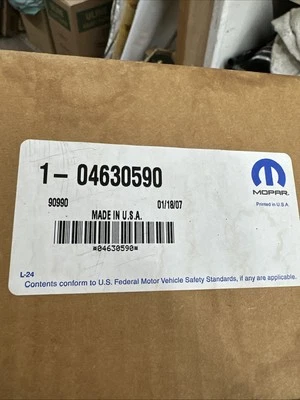 1- 04630590
MOPAR.
90990 01/18/07 Printed in U.S.A.
MADE IN U.S.A.
*04630590*
L-24
Contents conform to U.S. Federal Motor Vehicle Safety Standards, if any are applicable.